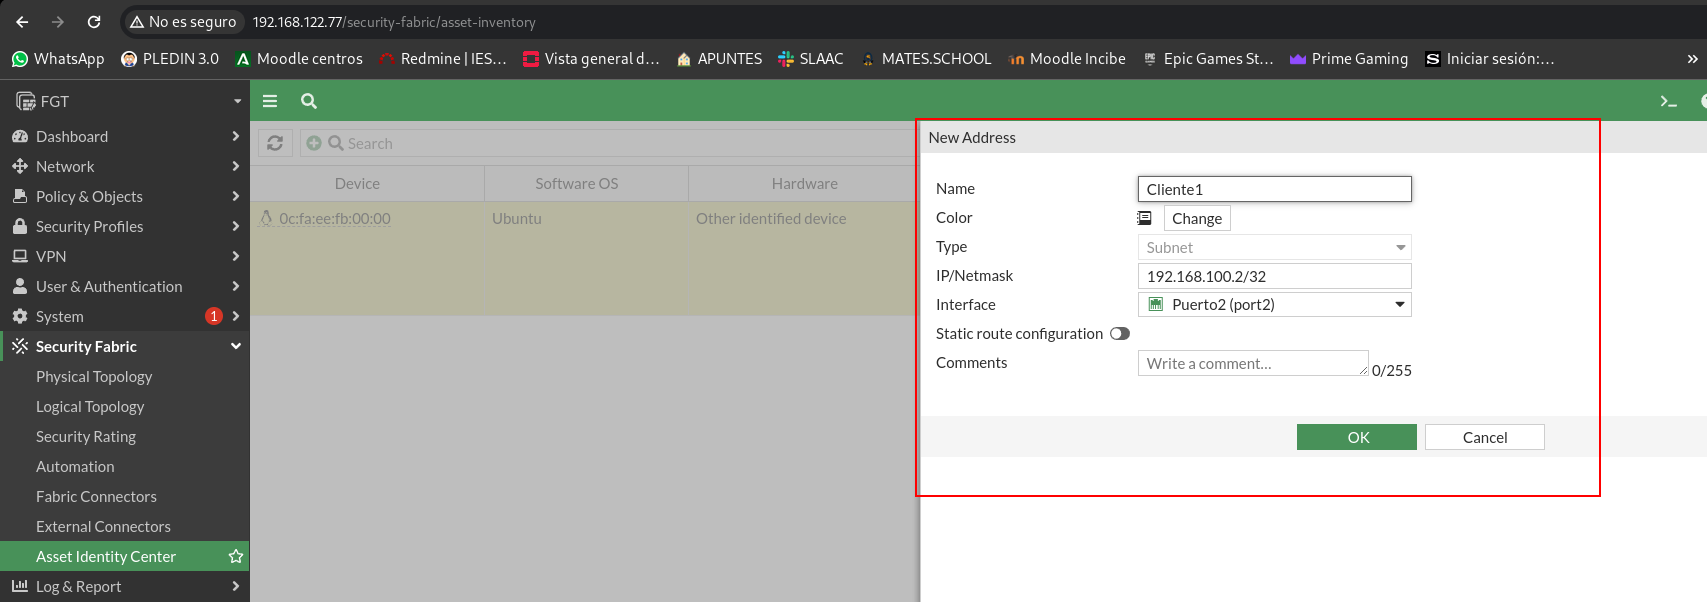 No es seguro 192.168.122.77/security-fabric/asset-inventory
WhatsApp PLEDIN 3.0 Moodle centros Redmine | IES... Vista general d... APUNTES SLAAC MATES.SCHOOL Moodle Incibe Epic Games St... Prime Gaming Iniciar sesión:... »
FGT
Dashboard
Network
Policy & Objects
Security Profiles
VPN
User & Authentication
System 1
Security Fabric
Physical Topology
Logical Topology
Security Rating
Automation
Fabric Connectors
External Connectors
Asset Identity Center
Log & Report
Search
Device Software OS Hardware
0c:fa:ee:fb:00:00 Ubuntu Other identified device
New Address
Name Cliente1
Color Change
Type Subnet
IP/Netmask 192.168.100.2/32
Interface Puerto2 (port2)
Static route configuration
Comments Write a comment... 0/255
OK Cancel